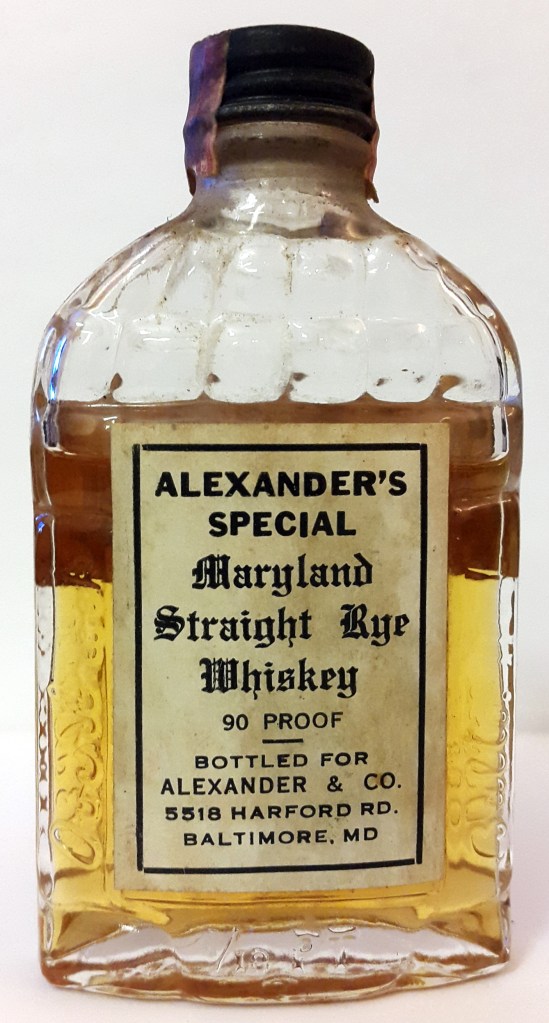 ALEXANDER'S
SPECIAL
Maryland
Straight Rye
Whiskey
90 PROOF
BOTTLED FOR
ALEXANDER & CO.
5518 HARFORD RD.
BALTIMORE, MD